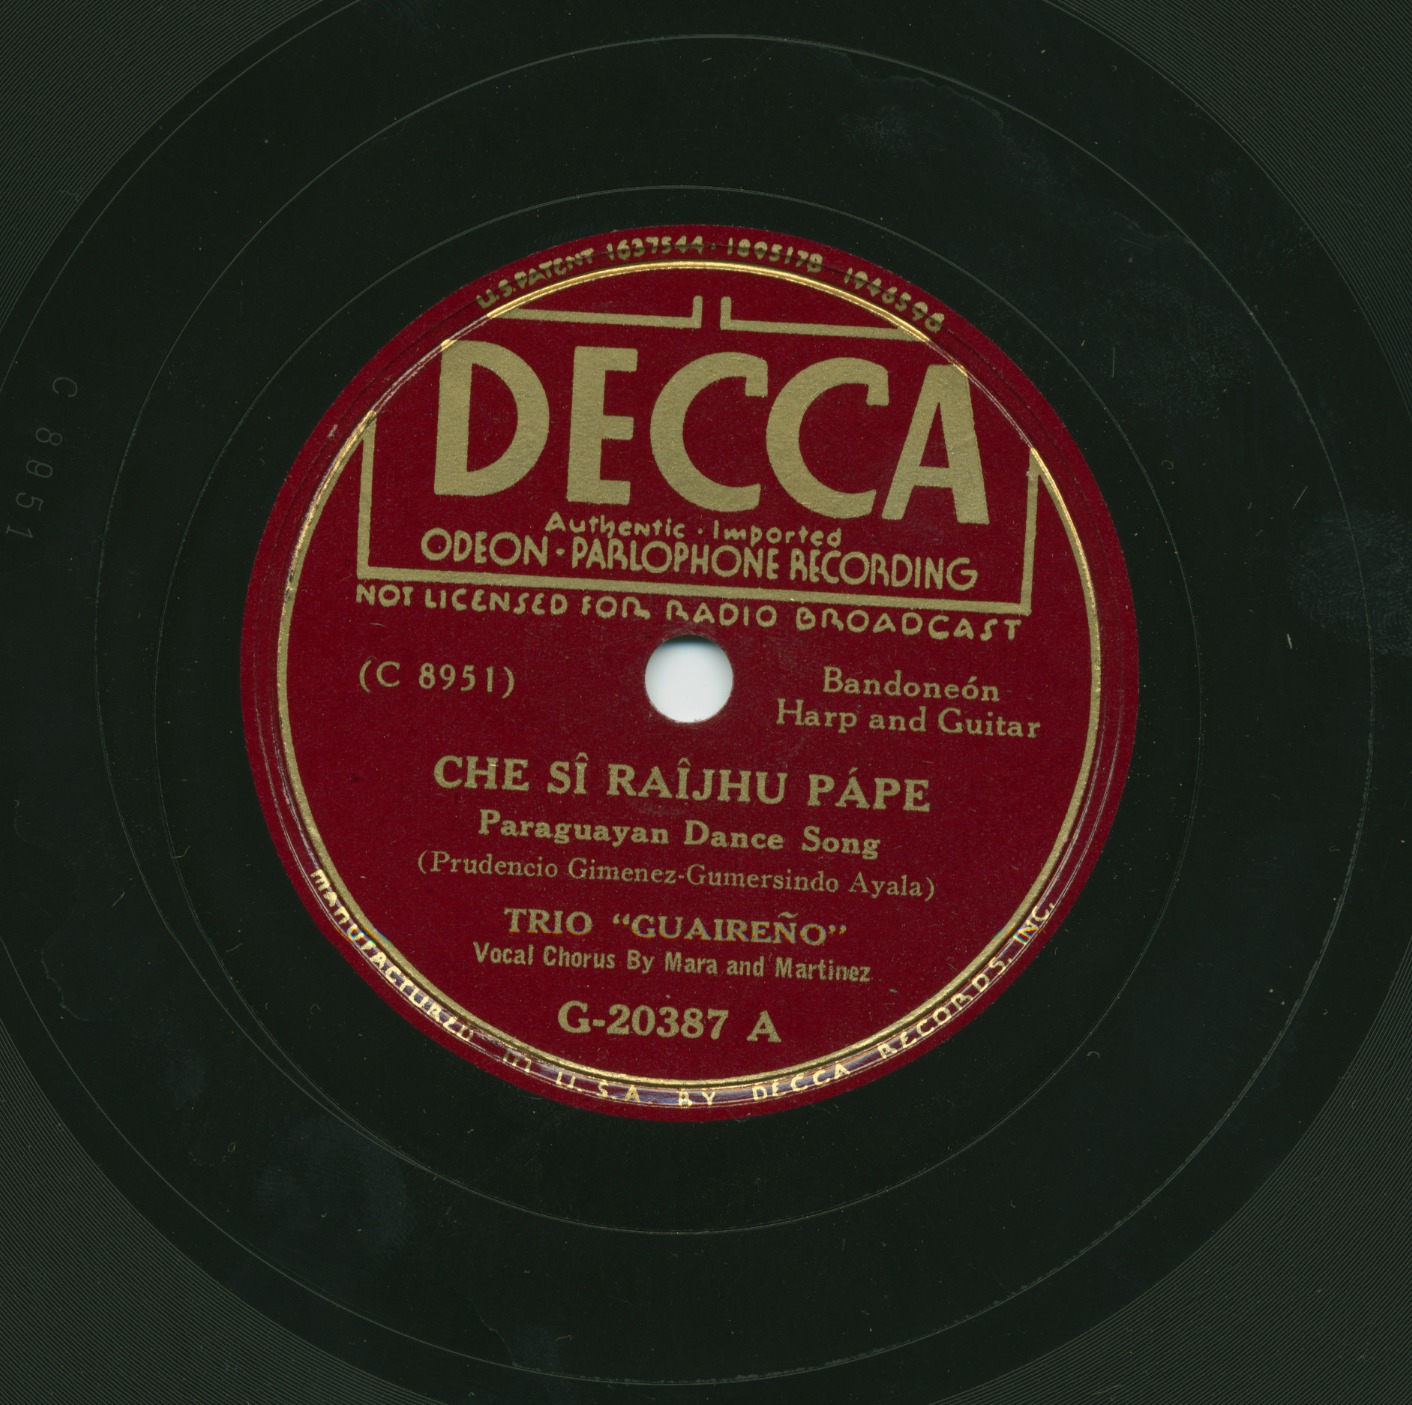 U.S. PATENT 1637544 · 1895178 · 1946598
DECCA
Authentic · Imported
ODEON · PARLOPHONE RECORDING
NOT LICENSED FOR RADIO BROADCAST
(C 8951)
Bandoneón
Harp and Guitar
CHE SÎ RAÎJHU PÁPE
Paraguayan Dance Song
(Prudencio Gimenez-Gumersindo Ayala)
TRIO “GUAIREÑO”
Vocal Chorus By Mara and Martinez
G-20387 A
MANUFACTURED IN U.S.A. BY DECCA RECORDS, INC.
C 8951